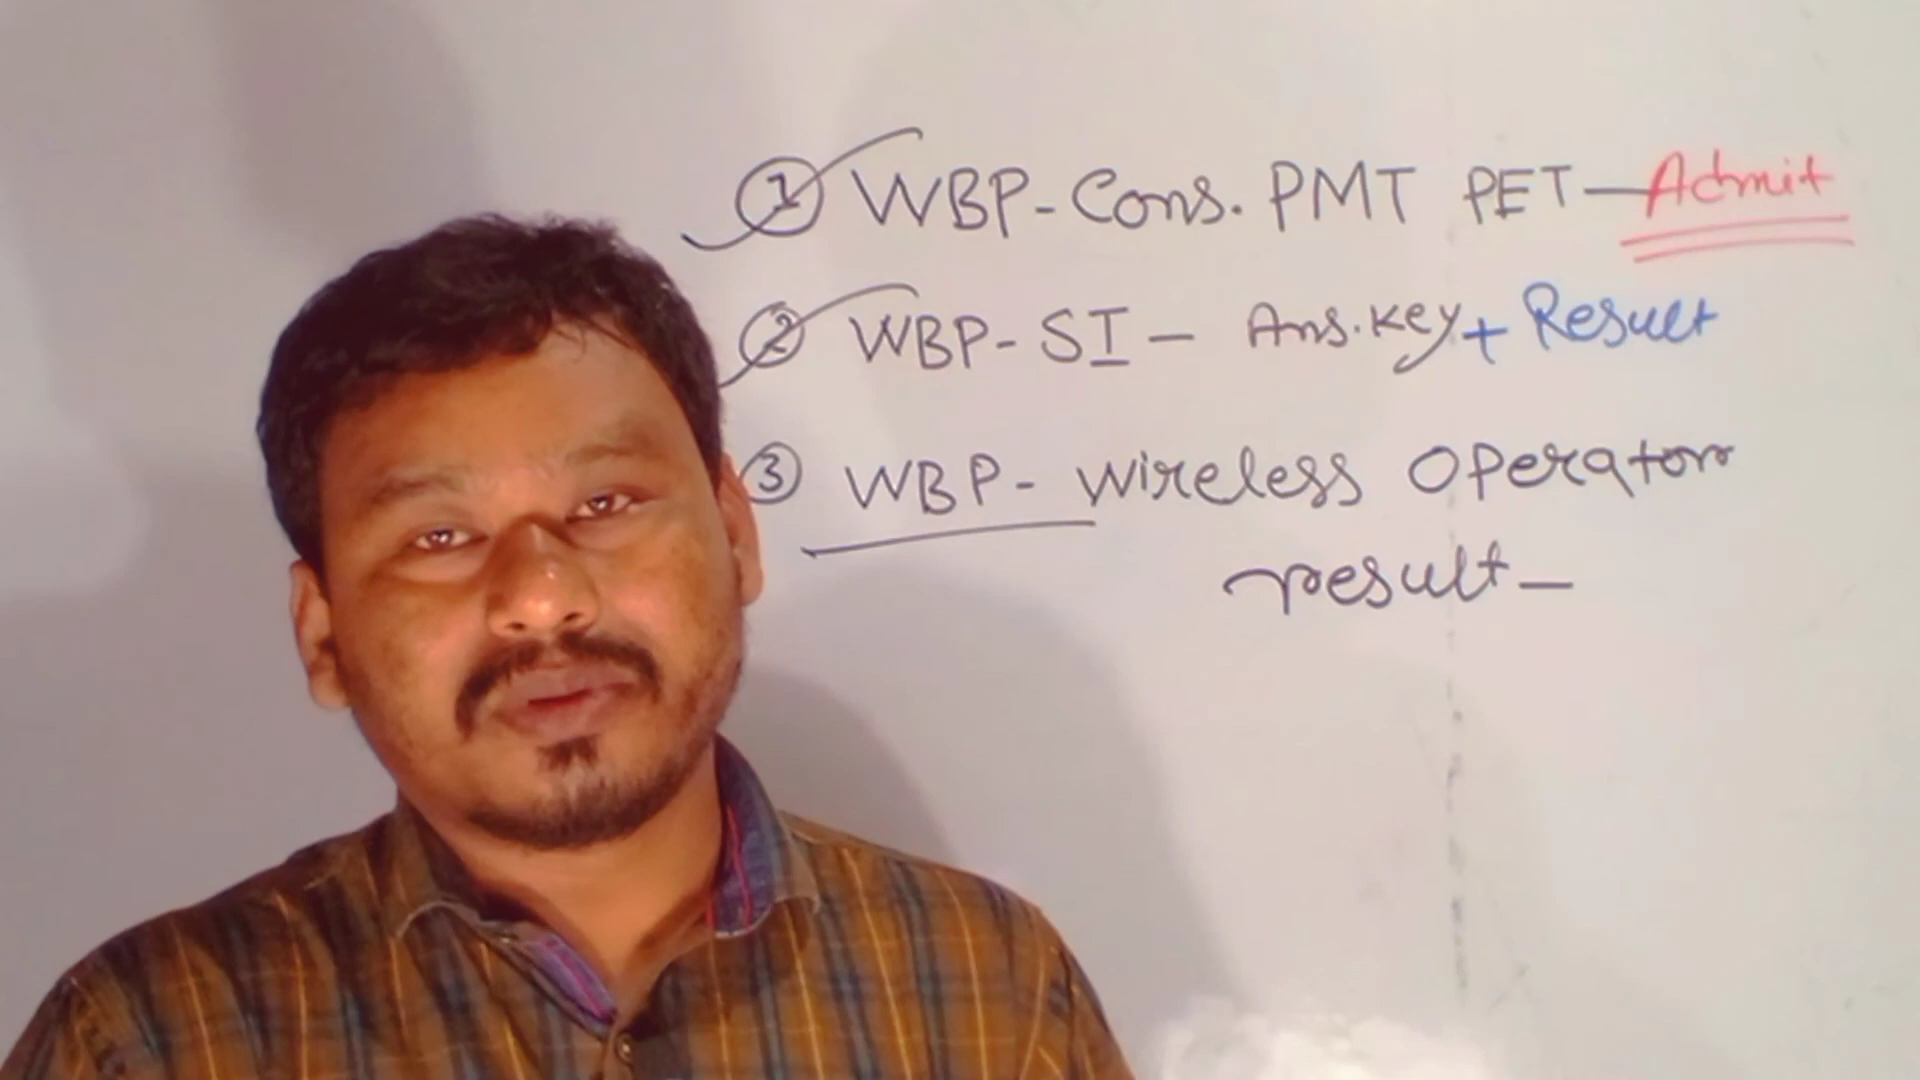 ① WBP-Cons. PMT PET—Admit
② WBP-SI- Ans.Key+Result
③ WBP-Wireless Operator
result-